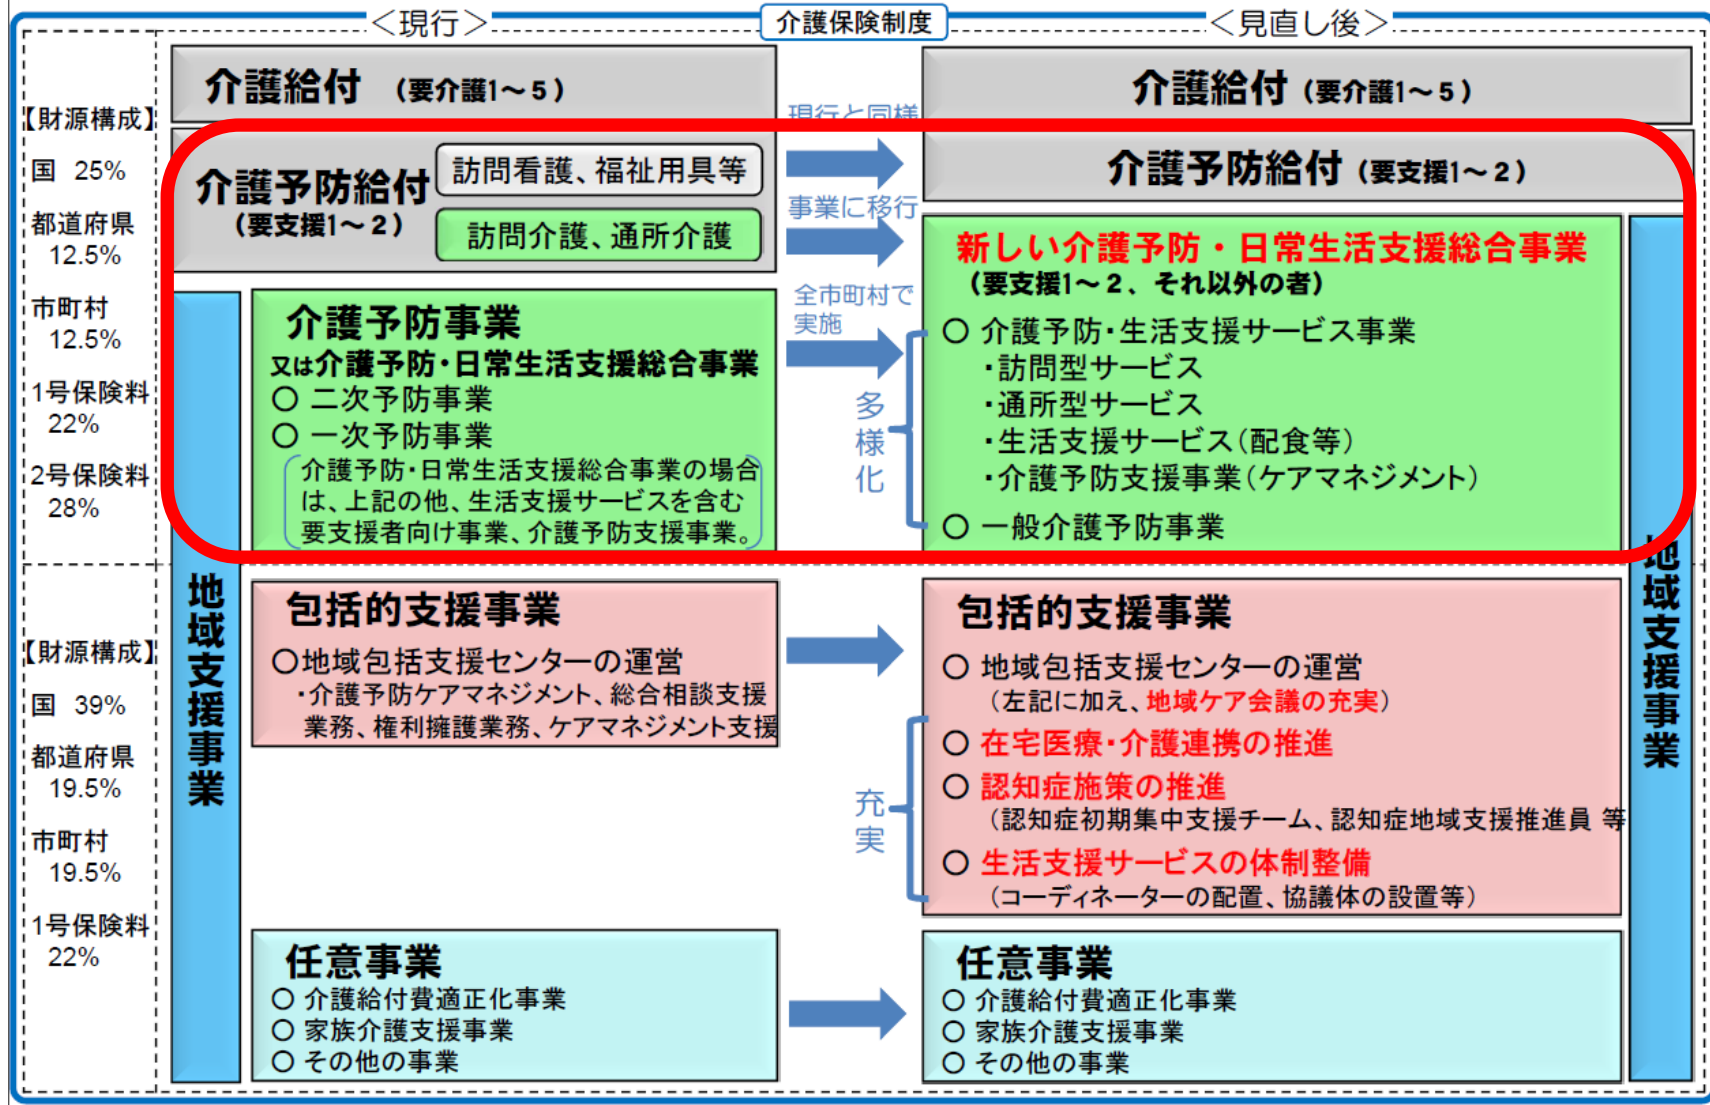 ＜現行＞
介護保険制度
＜見直し後＞
【財源構成】
国 25%
都道府県
12.5%
市町村
12.5%
1号保険料
22%
2号保険料
28%
【財源構成】
国 39%
都道府県
19.5%
市町村
19.5%
1号保険料
22%
介護給付 （要介護1～5）
介護予防給付
（要支援1～2）
訪問看護、福祉用具等
訪問介護、通所介護
地域支援事業
介護予防事業
又は介護予防・日常生活支援総合事業
○ 二次予防事業
○ 一次予防事業
介護予防・日常生活支援総合事業の場合
は、上記の他、生活支援サービスを含む
要支援者向け事業、介護予防支援事業。
包括的支援事業
○地域包括支援センターの運営
・介護予防ケアマネジメント、総合相談支援
業務、権利擁護業務、ケアマネジメント支援
任意事業
○ 介護給付費適正化事業
○ 家族介護支援事業
○ その他の事業
現行と同様
事業に移行
全市町村で
実施
多様化
充実
介護給付 （要介護1～5）
介護予防給付 （要支援1～2）
新しい介護予防・日常生活支援総合事業
（要支援1～2、それ以外の者）
○ 介護予防・生活支援サービス事業
・訪問型サービス
・通所型サービス
・生活支援サービス（配食等）
・介護予防支援事業（ケアマネジメント）
○ 一般介護予防事業
包括的支援事業
○ 地域包括支援センターの運営
（左記に加え、地域ケア会議の充実）
○ 在宅医療・介護連携の推進
○ 認知症施策の推進
（認知症初期集中支援チーム、認知症地域支援推進員 等
○ 生活支援サービスの体制整備
（コーディネーターの配置、協議体の設置等）
任意事業
○ 介護給付費適正化事業
○ 家族介護支援事業
○ その他の事業
地域支援事業